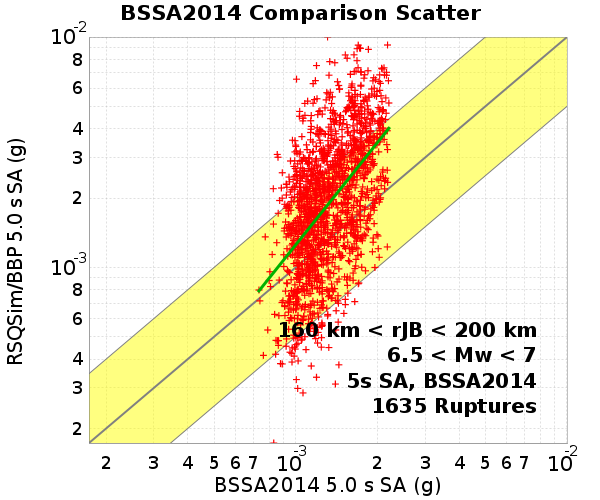 BSSA2014 Comparison Scatter
10⁻²
8
6
4
3
2
10⁻³
8
6
4
3
2
RSQSim/BBP 5.0 s SA (g)
160 km < rJB < 200 km
6.5 < Mw < 7
5s SA, BSSA2014
1635 Ruptures
2 3 4 5 6 7 10⁻³ 2 3 4 5 6 7 10⁻²
BSSA2014 5.0 s SA (g)